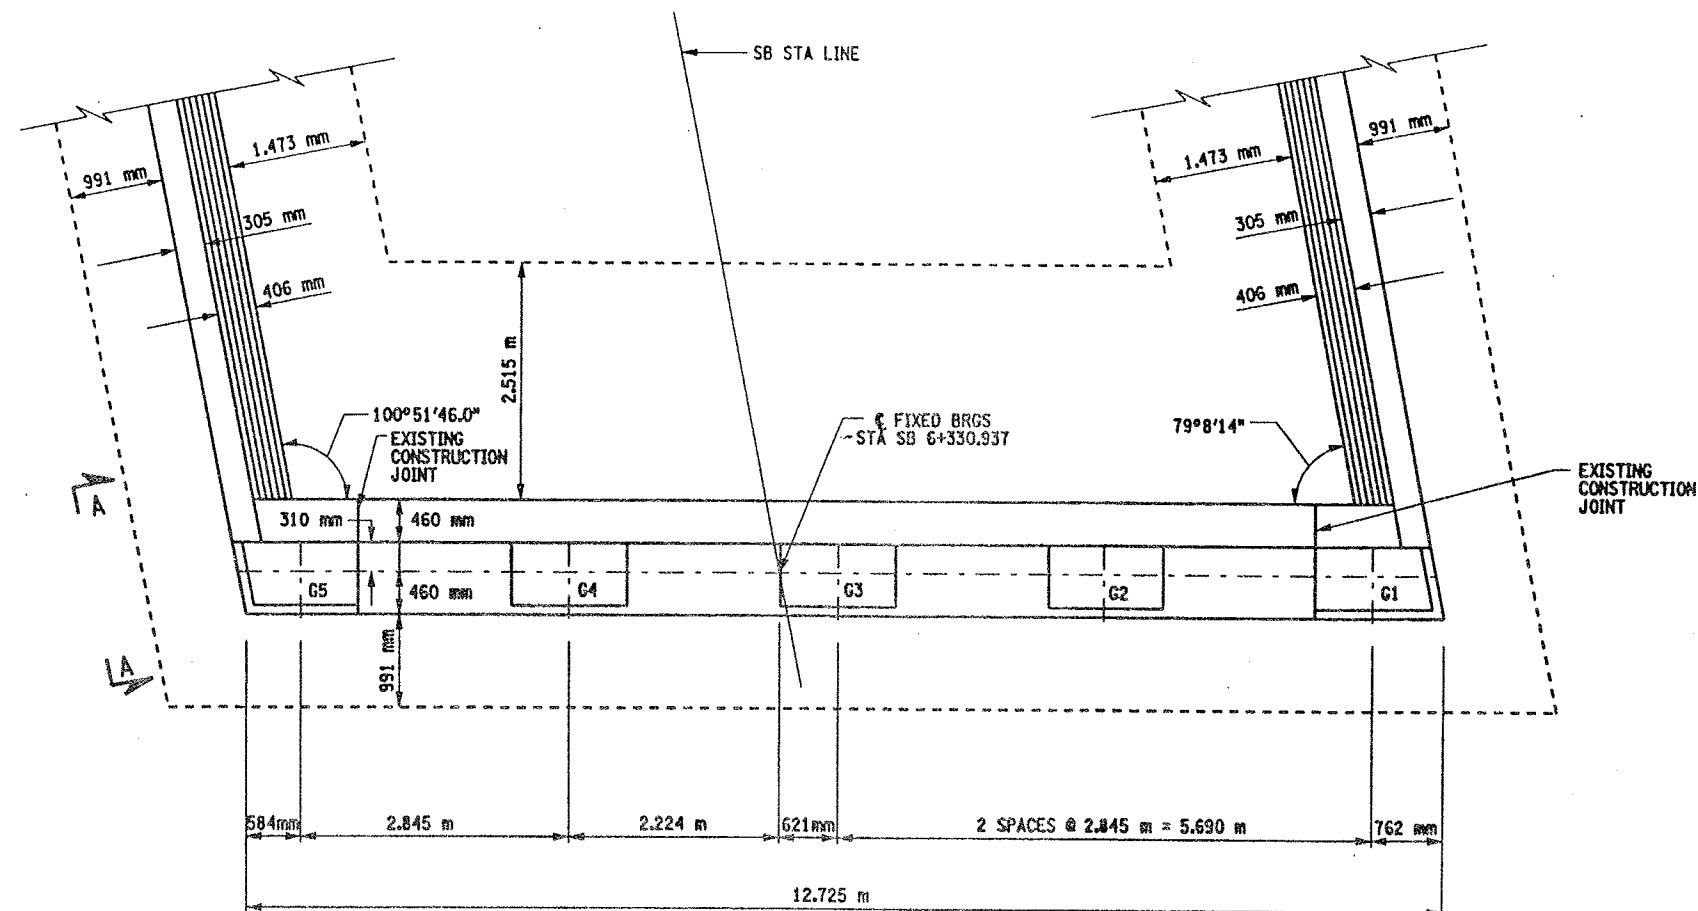 SB STA LINE
991 mm
1.473 mm
305 mm
406 mm
2.515 m
1.473 mm
991 mm
305 mm
406 mm
100°51'46.0"
EXISTING
CONSTRUCTION
JOINT
℄ FIXED BRGS
STA SB 6+330.937
79°8'14"
EXISTING
CONSTRUCTION
JOINT
A
310 mm
460 mm
G5
460 mm
G4
G3
G2
G1
A
991 mm
584mm
2.845 m
2.224 m
621mm
2 SPACES @ 2.845 m = 5.690 m
762 mm
12.725 m